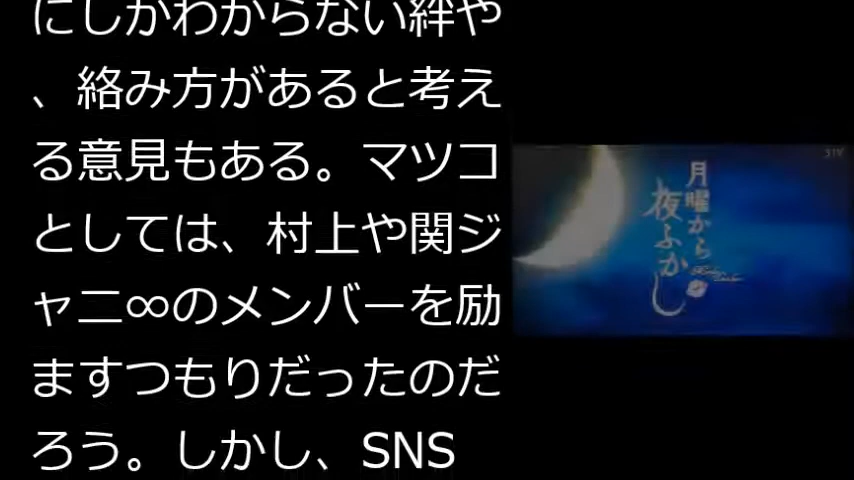 にしかわからない絆や
、絡み方があると考え
る意見もある。マツコ
としては、村上や関ジ
ャニ∞のメンバーを励
ますつもりだったのだ
ろう。しかし、SNS
月曜から
夜ふかし